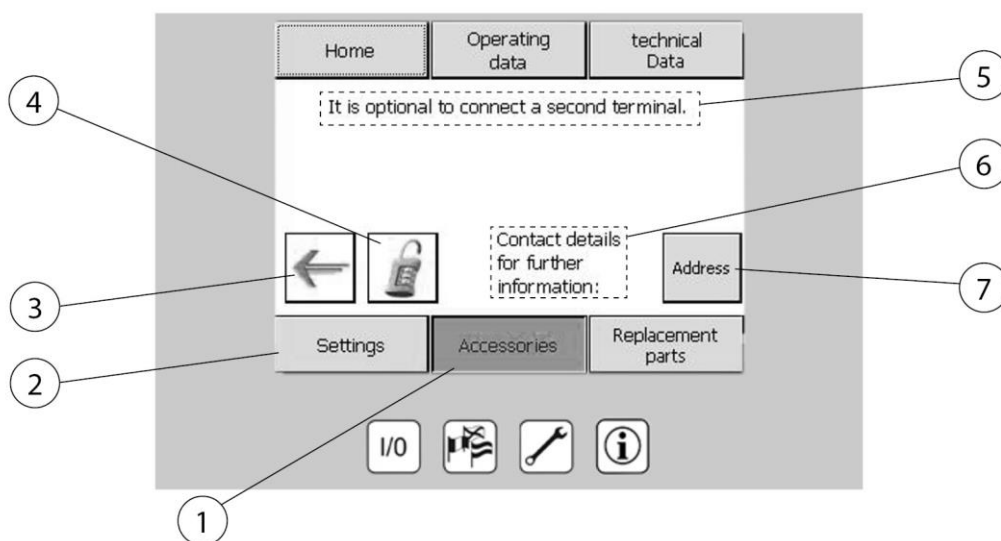 Home
Operating
data
technical
Data
4
5
It is optional to connect a second terminal.
6
Contact details
for further
information:
Address
3
7
Settings
Accessories
Replacement
parts
2
I/0
i
1